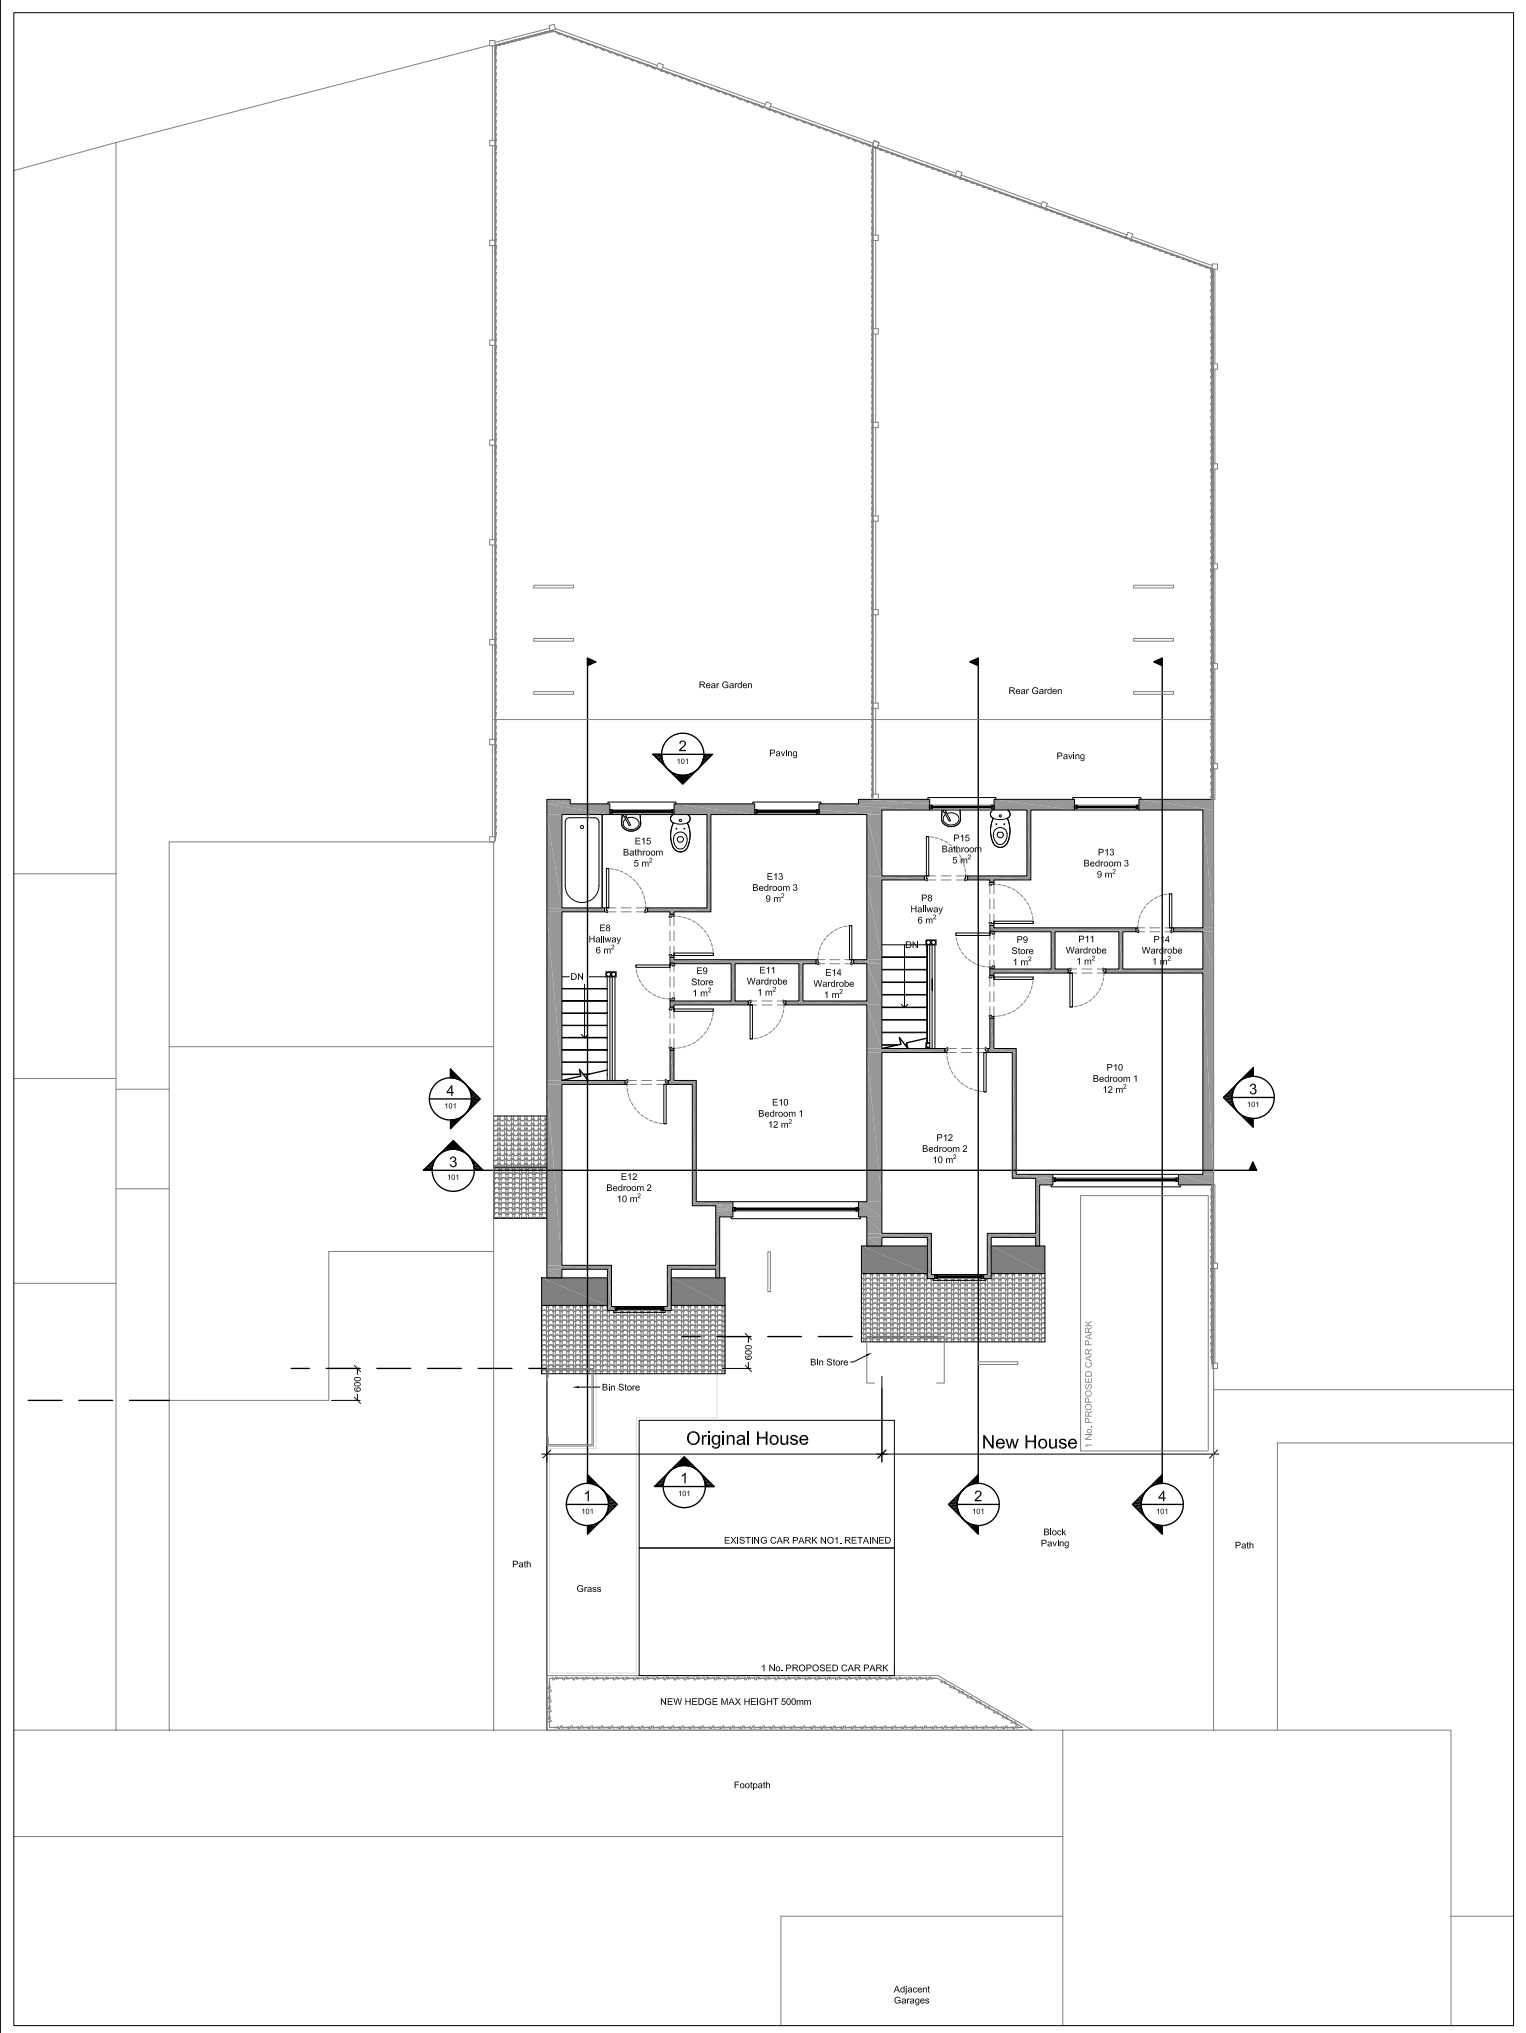 Rear Garden
Rear Garden
2
101
Paving
Paving
E15
Bathroom
5 m²
P15
Bathroom
5 m²
P13
Bedroom 3
9 m²
E13
Bedroom 3
9 m²
P8
Hallway
6 m²
E8
Hallway
6 m²
DN
P9
Store
1 m²
P11
Wardrobe
1 m²
P14
Wardrobe
1 m²
DN
E9
Store
1 m²
E11
Wardrobe
1 m²
E14
Wardrobe
1 m²
P10
Bedroom 1
12 m²
4
101
3
101
E10
Bedroom 1
12 m²
P12
Bedroom 2
10 m²
3
101
E12
Bedroom 2
10 m²
600
Bin Store
600
Bin Store
1 No. PROPOSED CAR PARK
Original House
New House
1
101
1
101
2
101
4
101
EXISTING CAR PARK NO1. RETAINED
Block
Paving
Path
Path
Grass
1 No. PROPOSED CAR PARK
NEW HEDGE MAX HEIGHT 500mm
Footpath
Adjacent
Garages